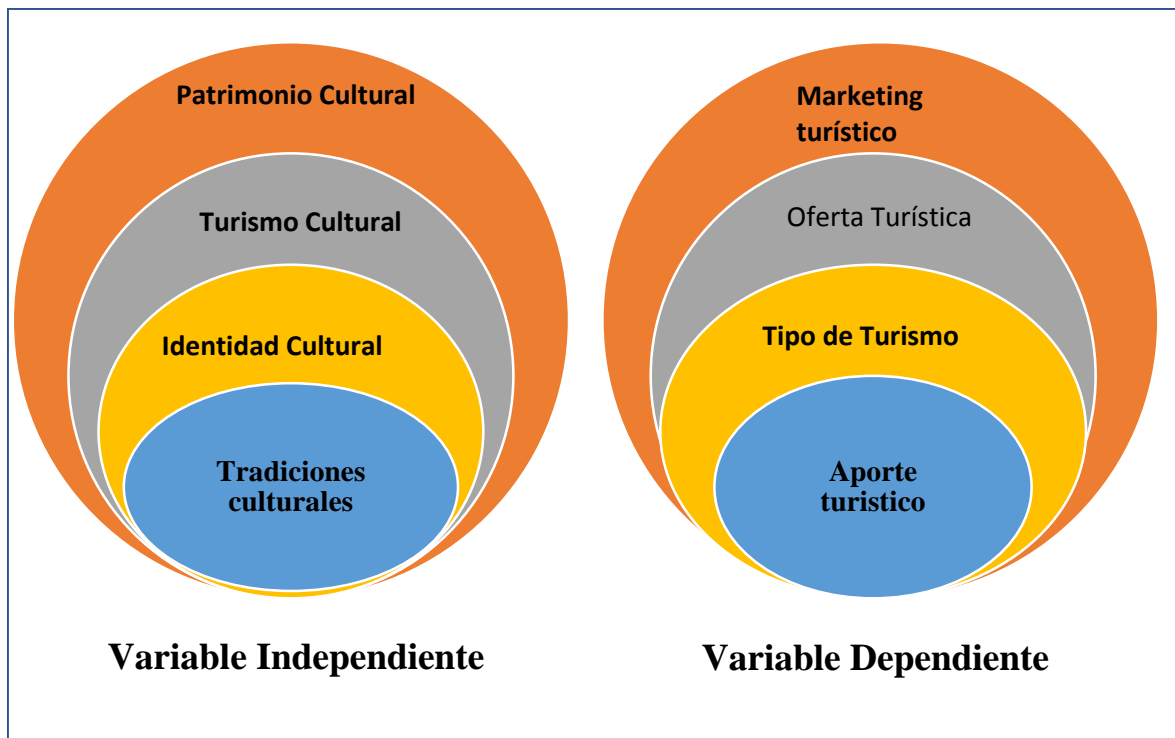 Patrimonio Cultural
Turismo Cultural
Identidad Cultural
Tradiciones
culturales
Variable Independiente
Marketing
turístico
Oferta Turística
Tipo de Turismo
Aporte
turistico
Variable Dependiente